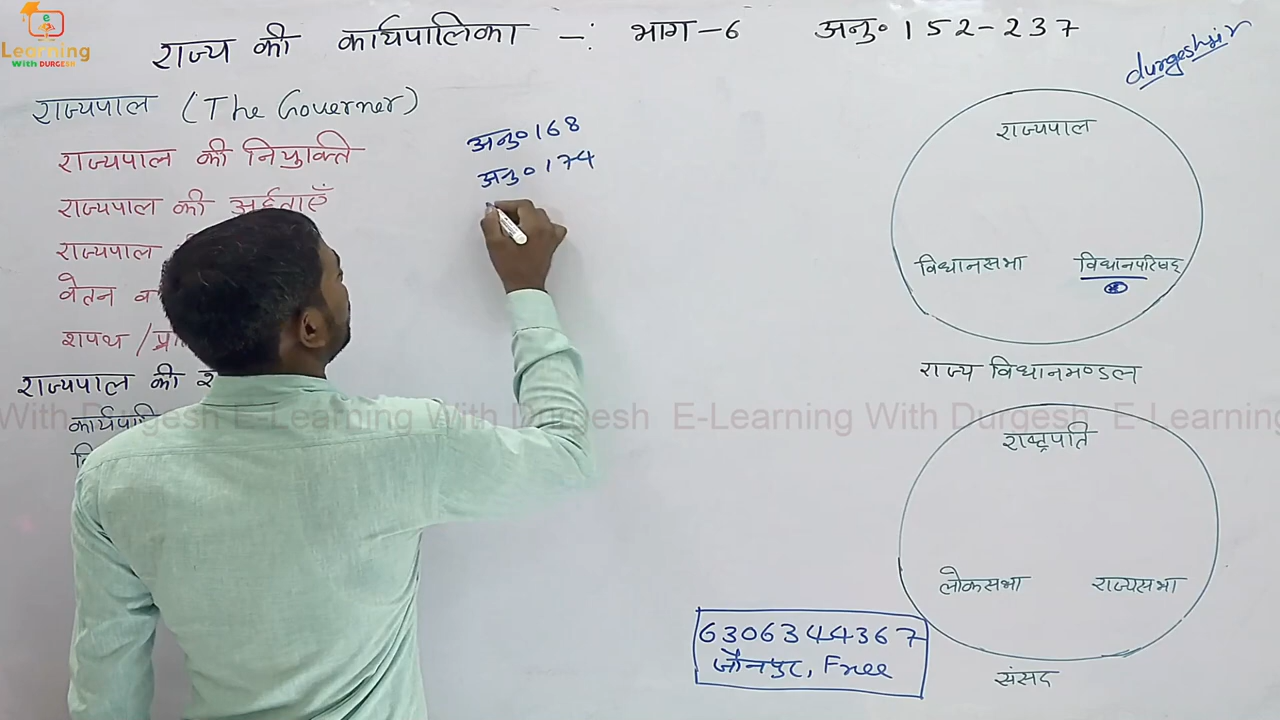 e
Learning
With DURGESH
राज्य की कार्यपालिका -: भाग-6 अनु० 152-237
durgeshsir
राज्यपाल (The Governer)
राज्यपाल की नियुक्ति
राज्यपाल की अर्हताएँ
राज्यपाल
वेतन
शपथ /
राज्यपाल की
अनु० 168
अनु० 174
राज्यपाल
विधानसभा विधानपरिषद्
राज्य विधानमण्डल
राष्ट्रपति
लोकसभा राज्यसभा
संसद
6306344367
जौनपुर, Free
With Durgesh E-Learning With Durgesh E-Learning With Durgesh E-Learning